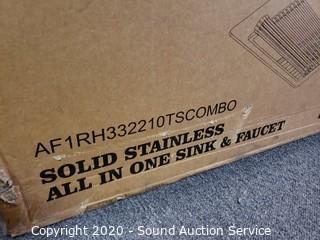 AF1RH332210TSCOMBO
SOLID STAINLESS
ALL IN ONE SINK & FAUCET
Copyright 2020 - Sound Auction Service